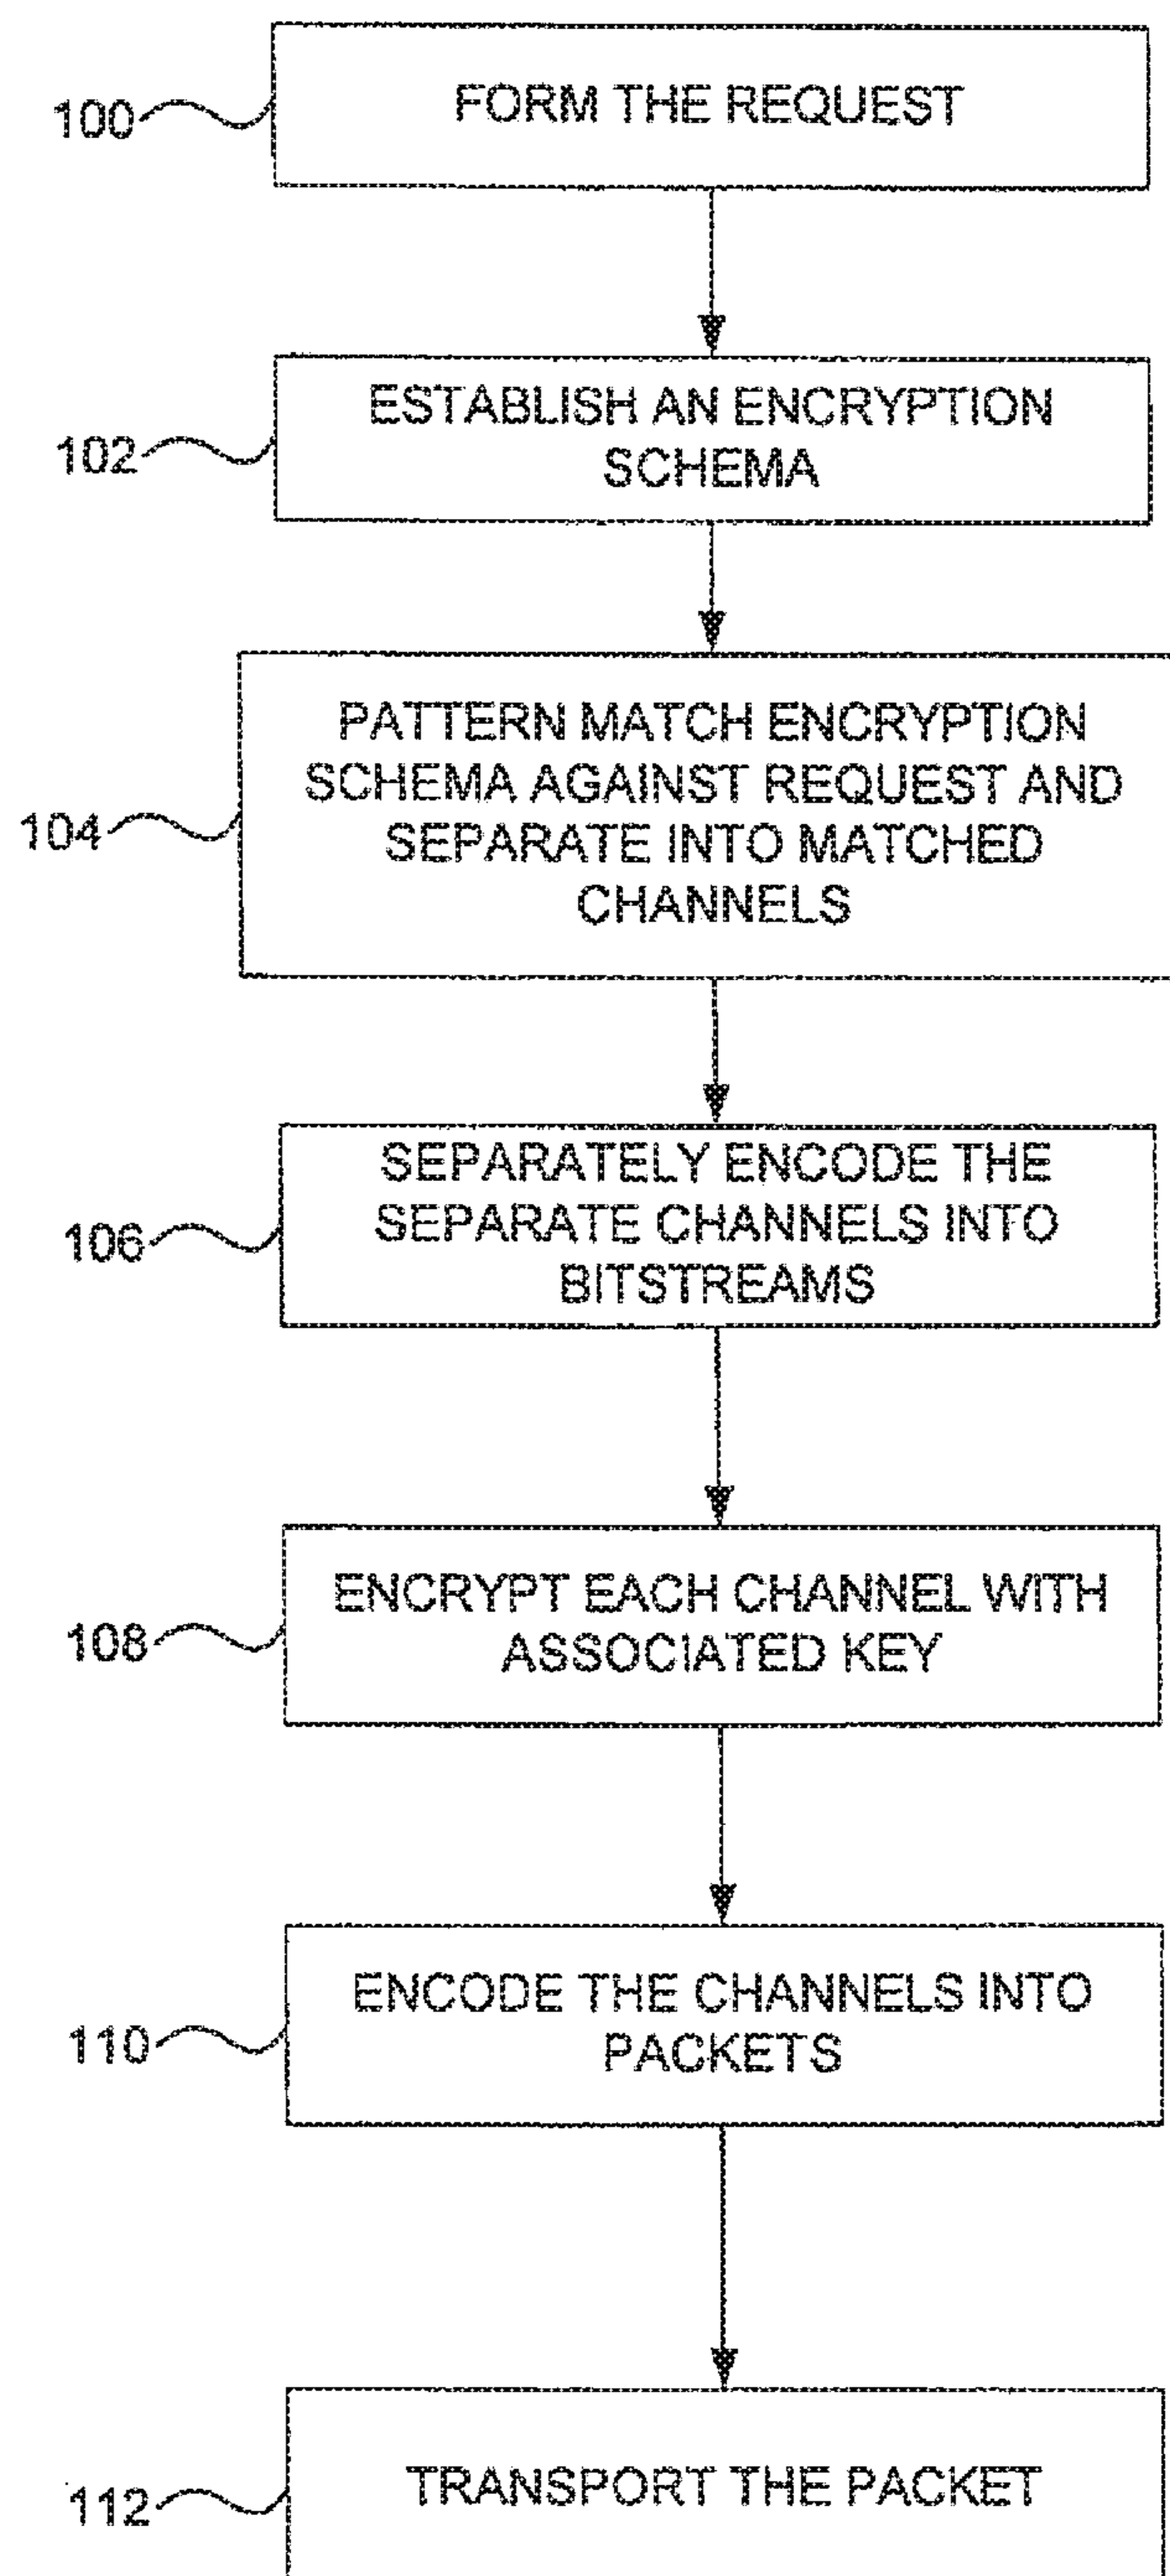 100
FORM THE REQUEST
102
ESTABLISH AN ENCRYPTION
SCHEMA
104
PATTERN MATCH ENCRYPTION
SCHEMA AGAINST REQUEST AND
SEPARATE INTO MATCHED
CHANNELS
106
SEPARATELY ENCODE THE
SEPARATE CHANNELS INTO
BITSTREAMS
108
ENCRYPT EACH CHANNEL WITH
ASSOCIATED KEY
110
ENCODE THE CHANNELS INTO
PACKETS
112
TRANSPORT THE PACKET